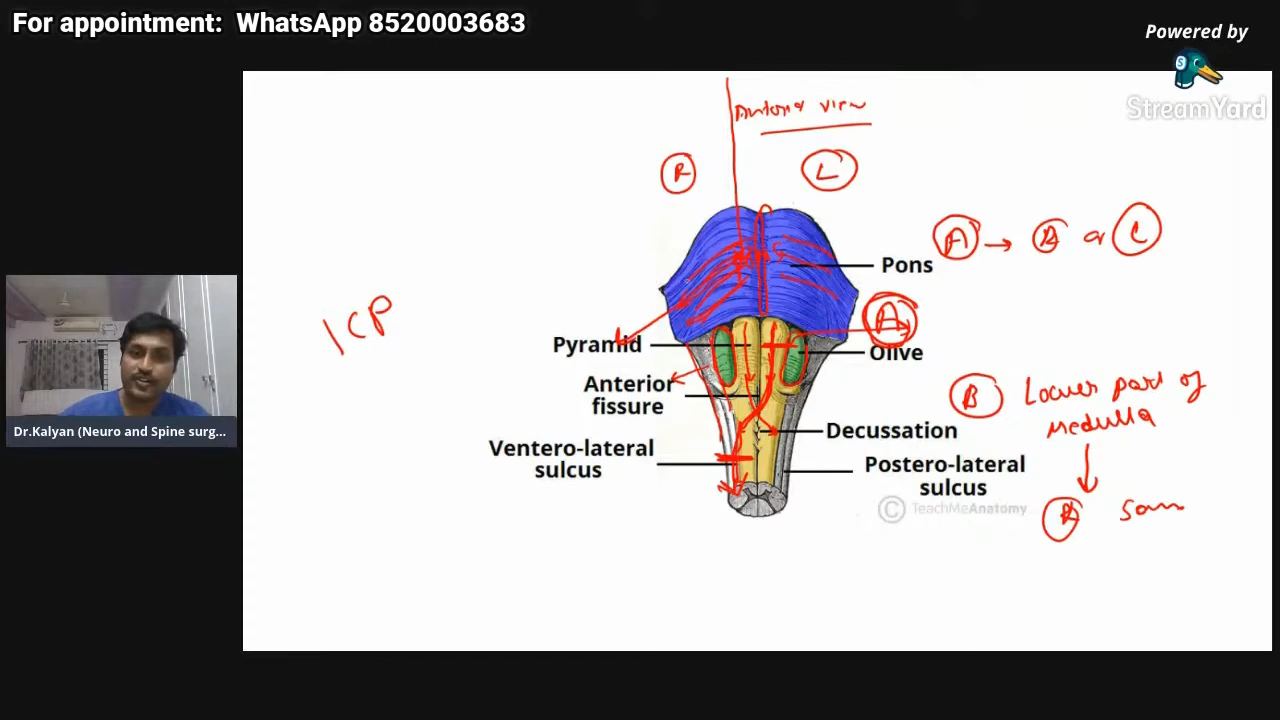 For appointment: WhatsApp 8520003683
Powered by
StreamYard
view
R
L
A → R or L
Pons
ICP
A
Pyramid
Olive
Anterior
fissure
B Lower part of
medulla
Decussation
Ventero-lateral
sulcus
Postero-lateral
sulcus
R
© TeachMeAnatomy
Dr.Kalyan (Neuro and Spine surg...